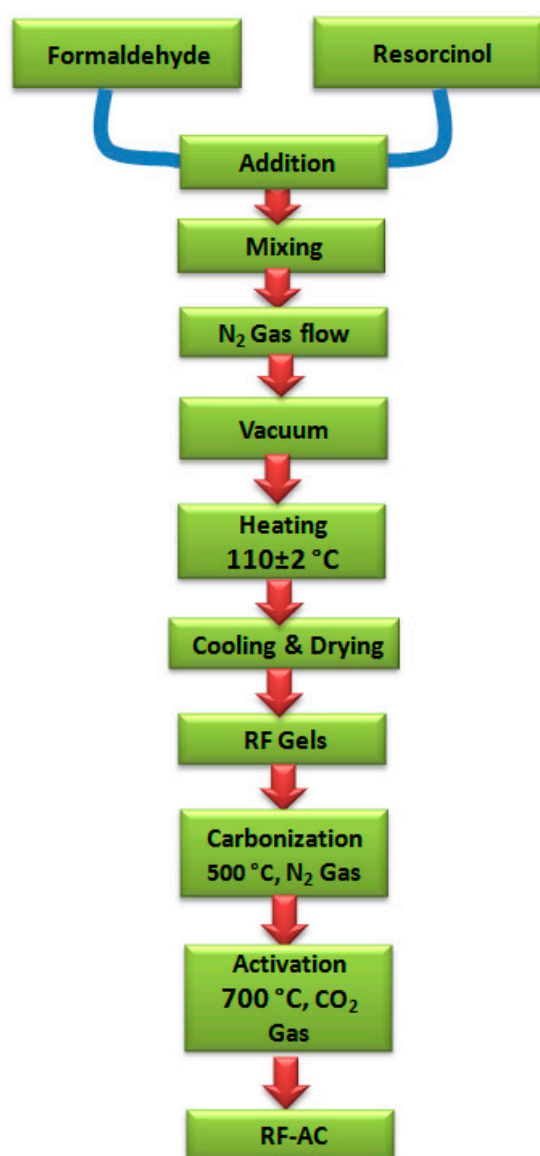 Formaldehyde
Resorcinol
Addition
Mixing
N₂ Gas flow
Vacuum
Heating
110±2 °C
Cooling & Drying
RF Gels
Carbonization
500 °C, N₂ Gas
Activation
700 °C, CO₂
Gas
RF-AC